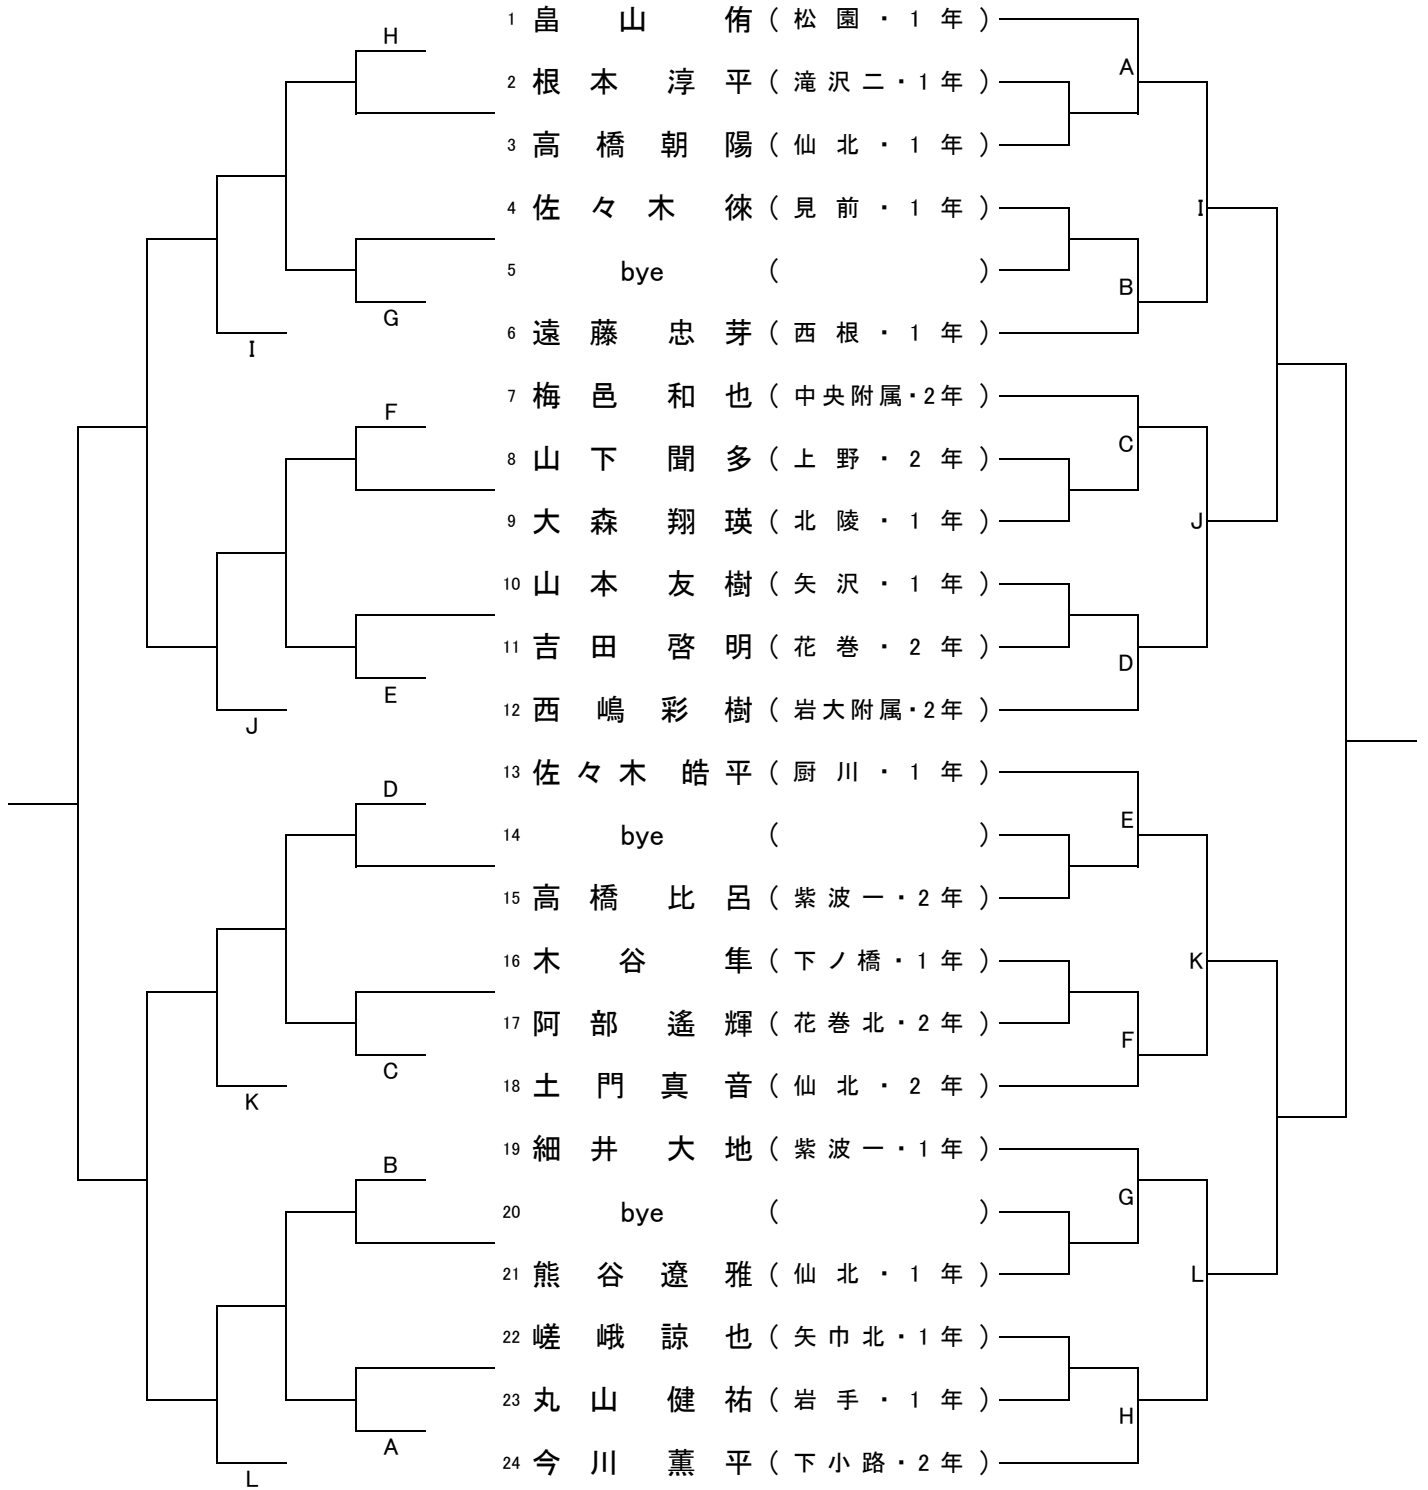 1 畠山 侑 (松園・1年)
H
A
2 根本 淳平 (滝沢二・1年)
3 高橋 朝陽 (仙北・1年)
4 佐々木 徠 (見前・1年)
I
5 bye ( )
B
G
6 遠藤 忠芽 (西根・1年)
I
7 梅邑 和也 (中央附属・2年)
F
C
8 山下 聞多 (上野・2年)
9 大森 翔瑛 (北陵・1年)
J
10 山本 友樹 (矢沢・1年)
11 吉田 啓明 (花巻・2年)
D
E
12 西嶋 彩樹 (岩大附属・2年)
J
13 佐々木 皓平 (厨川・1年)
D
E
14 bye ( )
15 高橋 比呂 (紫波一・2年)
16 木谷 隼 (下ノ橋・1年)
K
17 阿部 遙輝 (花巻北・2年)
F
C
18 土門 真音 (仙北・2年)
K
19 細井 大地 (紫波一・1年)
B
G
20 bye ( )
21 熊谷 遼雅 (仙北・1年)
L
22 嵯峨 諒也 (矢巾北・1年)
23 丸山 健祐 (岩手・1年)
H
A
24 今川 薫平 (下小路・2年)
L